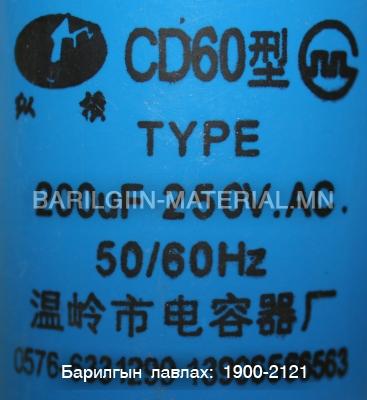 CD60型
TYPE
BARILGIIN-MATERIAL.MN
200uF 250V.AC.
50/60Hz
温岭市电容器厂
Барилгын лавлах: 1900-2121